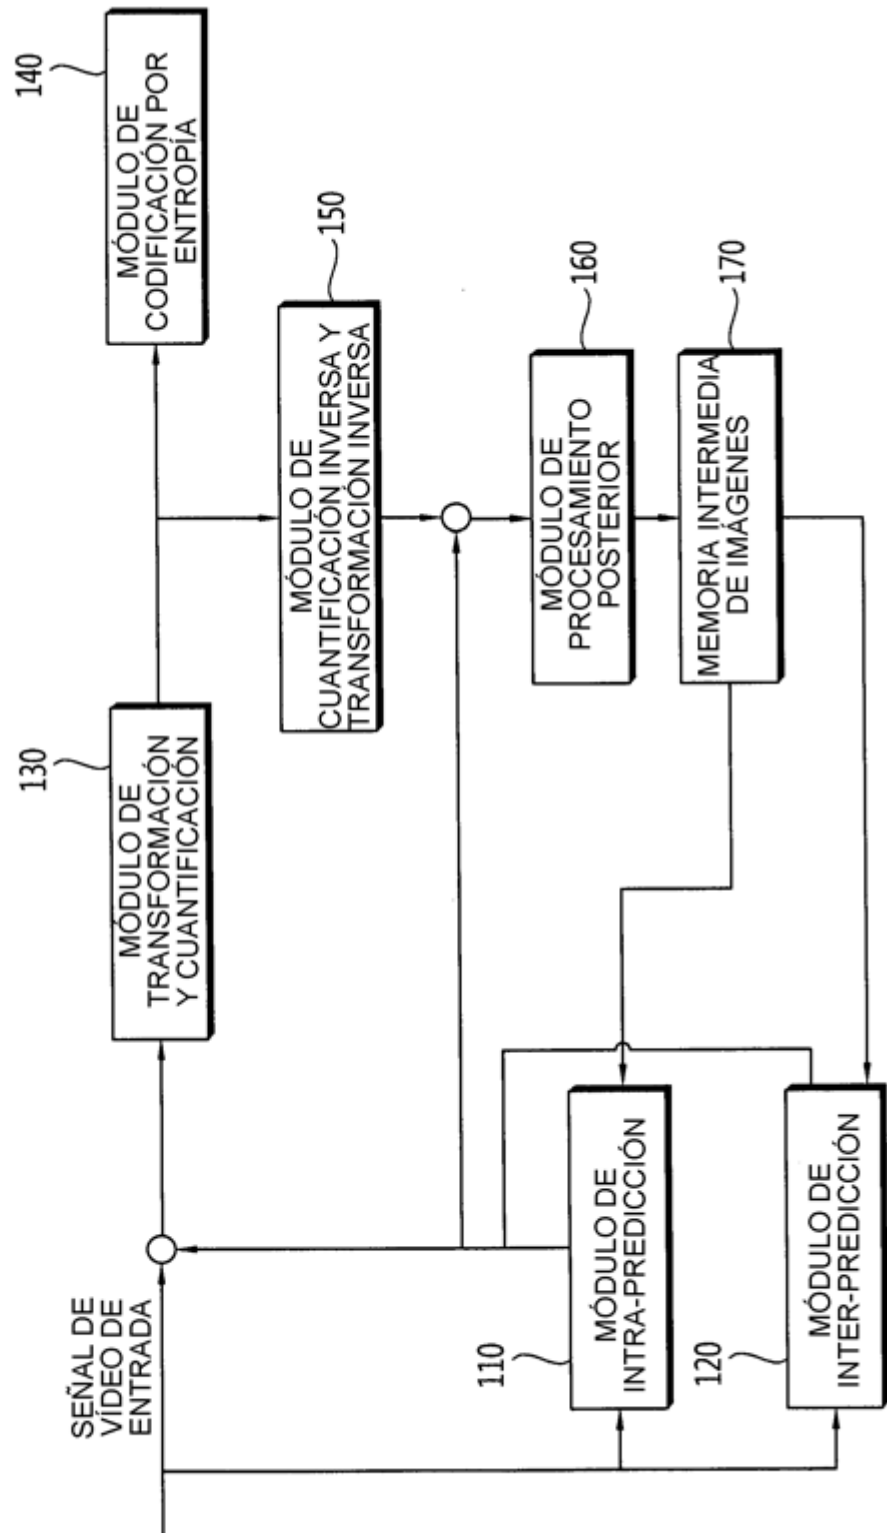 SEÑAL DE
VÍDEO DE
ENTRADA
130
MÓDULO DE
TRANSFORMACIÓN
Y CUANTIFICACIÓN
140
MÓDULO DE
CODIFICACIÓN POR
ENTROPÍA
150
MÓDULO DE
CUANTIFICACIÓN INVERSA Y
TRANSFORMACIÓN INVERSA
160
MÓDULO DE
PROCESAMIENTO
POSTERIOR
170
MEMORIA INTERMEDIA
DE IMÁGENES
110
MÓDULO DE
INTRA-PREDICCIÓN
120
MÓDULO DE
INTER-PREDICCIÓN